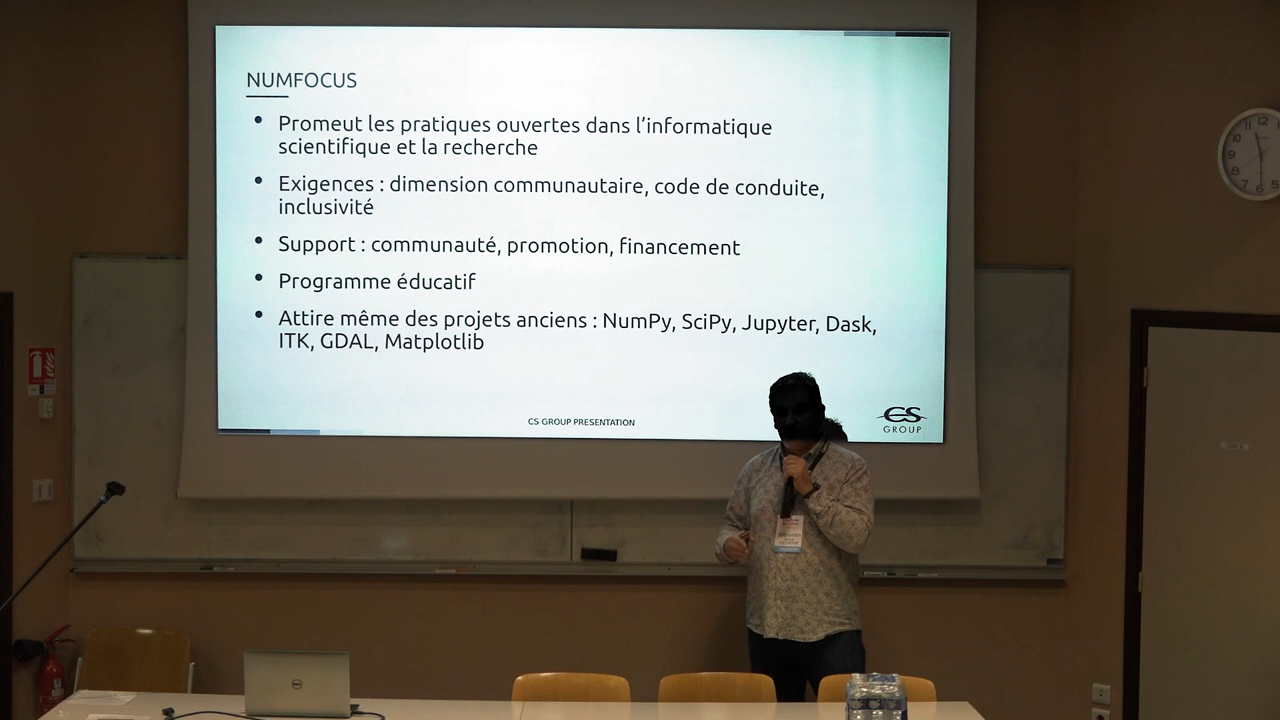 NUMFOCUS
• Promeut les pratiques ouvertes dans l'informatique
scientifique et la recherche
• Exigences : dimension communautaire, code de conduite,
inclusivité
• Support : communauté, promotion, financement
• Programme éducatif
• Attire même des projets anciens : NumPy, SciPy, Jupyter, Dask,
ITK, GDAL, Matplotlib
CS GROUP PRESENTATION
CS
GROUP
DELL